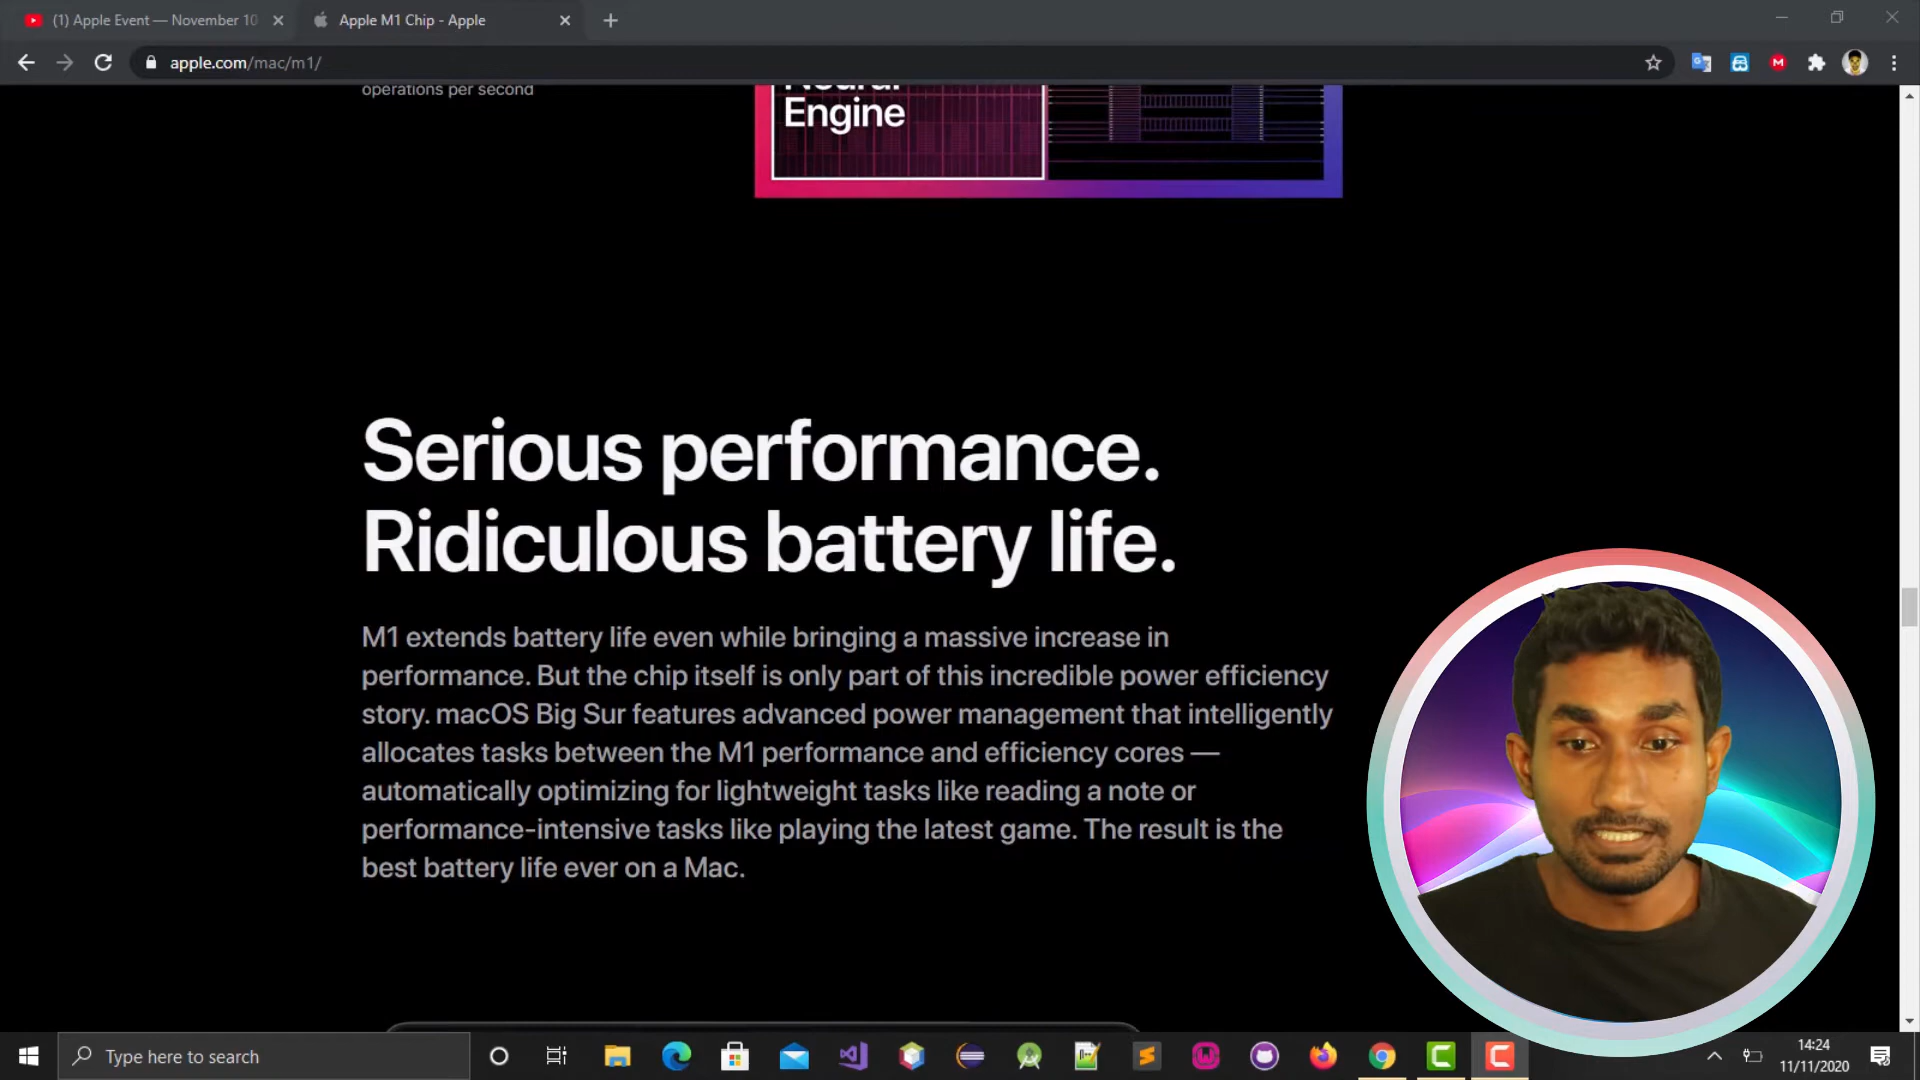 (1) Apple Event — November 10
Apple M1 Chip - Apple
apple.com/mac/m1/
operations per second
Neural
Engine
Serious performance.
Ridiculous battery life.
M1 extends battery life even while bringing a massive increase in
performance. But the chip itself is only part of this incredible power efficiency
story. macOS Big Sur features advanced power management that intelligently
allocates tasks between the M1 performance and efficiency cores —
automatically optimizing for lightweight tasks like reading a note or
performance-intensive tasks like playing the latest game. The result is the
best battery life ever on a Mac.
Type here to search
14:24
11/11/2020